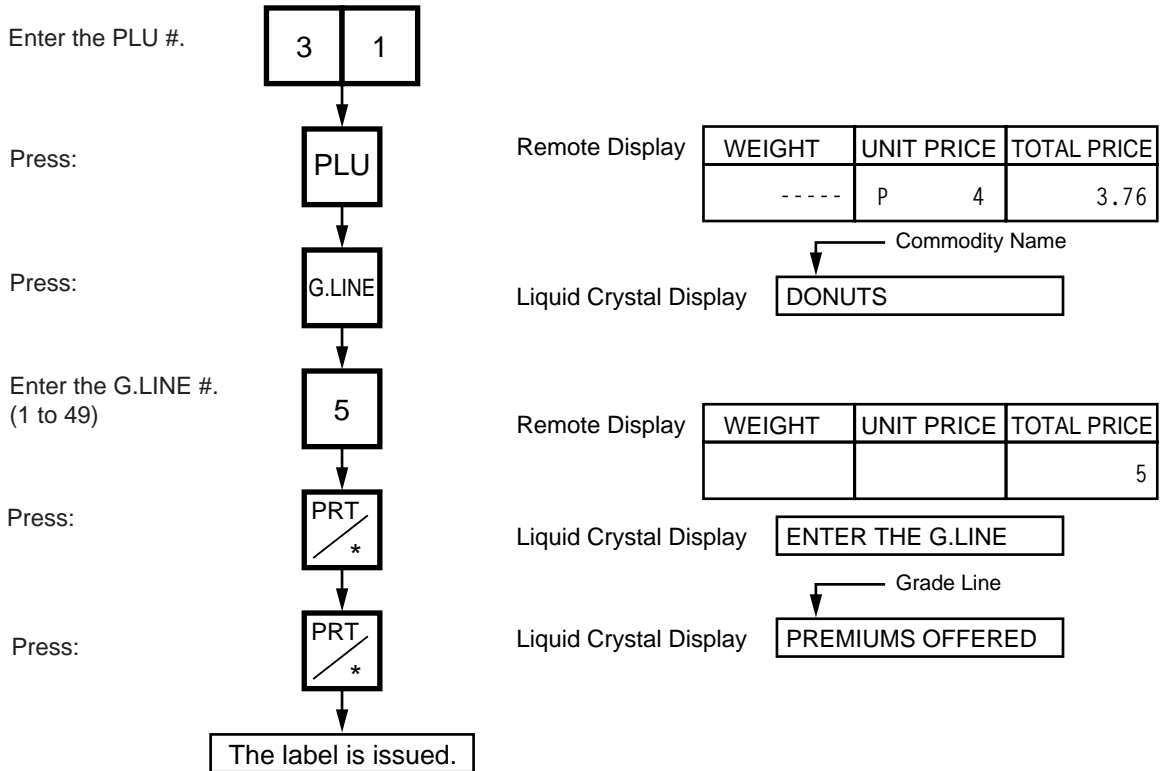 Enter the PLU #.
3 1
Press:
PLU
Remote Display
WEIGHT UNIT PRICE TOTAL PRICE
----- P 4 3.76
Commodity Name
Press:
G.LINE
Liquid Crystal Display
DONUTS
Enter the G.LINE #.
(1 to 49)
5
Remote Display
WEIGHT UNIT PRICE TOTAL PRICE
5
Press:
PRT
*
Liquid Crystal Display
ENTER THE G.LINE
Grade Line
Press:
PRT
*
Liquid Crystal Display
PREMIUMS OFFERED
The label is issued.